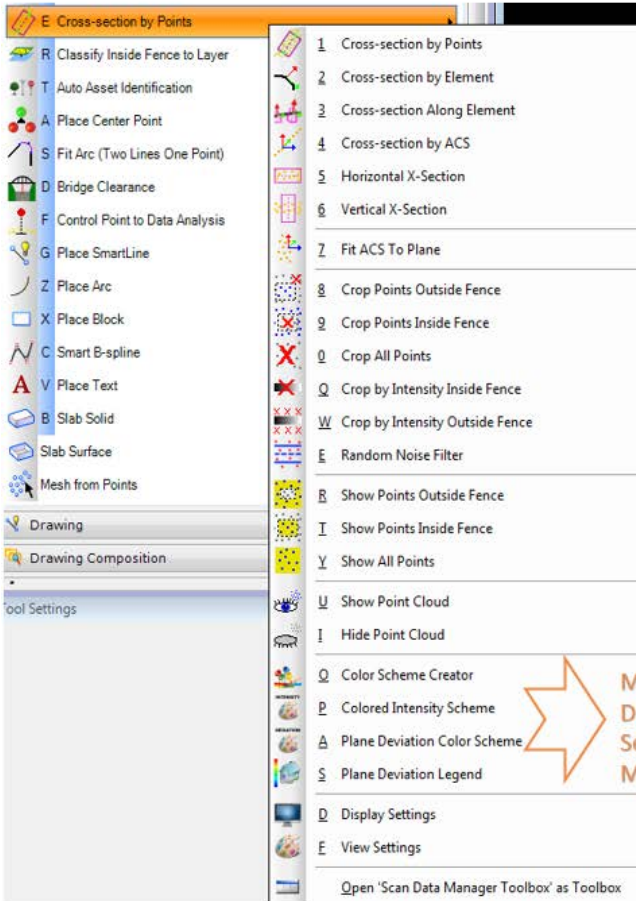 E Cross-section by Points
R Classify Inside Fence to Layer
T Auto Asset Identification
A Place Center Point
S Fit Arc (Two Lines One Point)
D Bridge Clearance
F Control Point to Data Analysis
G Place SmartLine
Z Place Arc
X Place Block
C Smart B-spline
V Place Text
B Slab Solid
Slab Surface
Mesh from Points
Drawing
Drawing Composition
Tool Settings
1 Cross-section by Points
2 Cross-section by Element
3 Cross-section Along Element
4 Cross-section by ACS
5 Horizontal X-Section
6 Vertical X-Section
7 Fit ACS To Plane
8 Crop Points Outside Fence
9 Crop Points Inside Fence
0 Crop All Points
Q Crop by Intensity Inside Fence
W Crop by Intensity Outside Fence
E Random Noise Filter
R Show Points Outside Fence
T Show Points Inside Fence
Y Show All Points
U Show Point Cloud
I Hide Point Cloud
O Color Scheme Creator
P Colored Intensity Scheme
A Plane Deviation Color Scheme
S Plane Deviation Legend
D Display Settings
F View Settings
Open 'Scan Data Manager Toolbox' as Toolbox